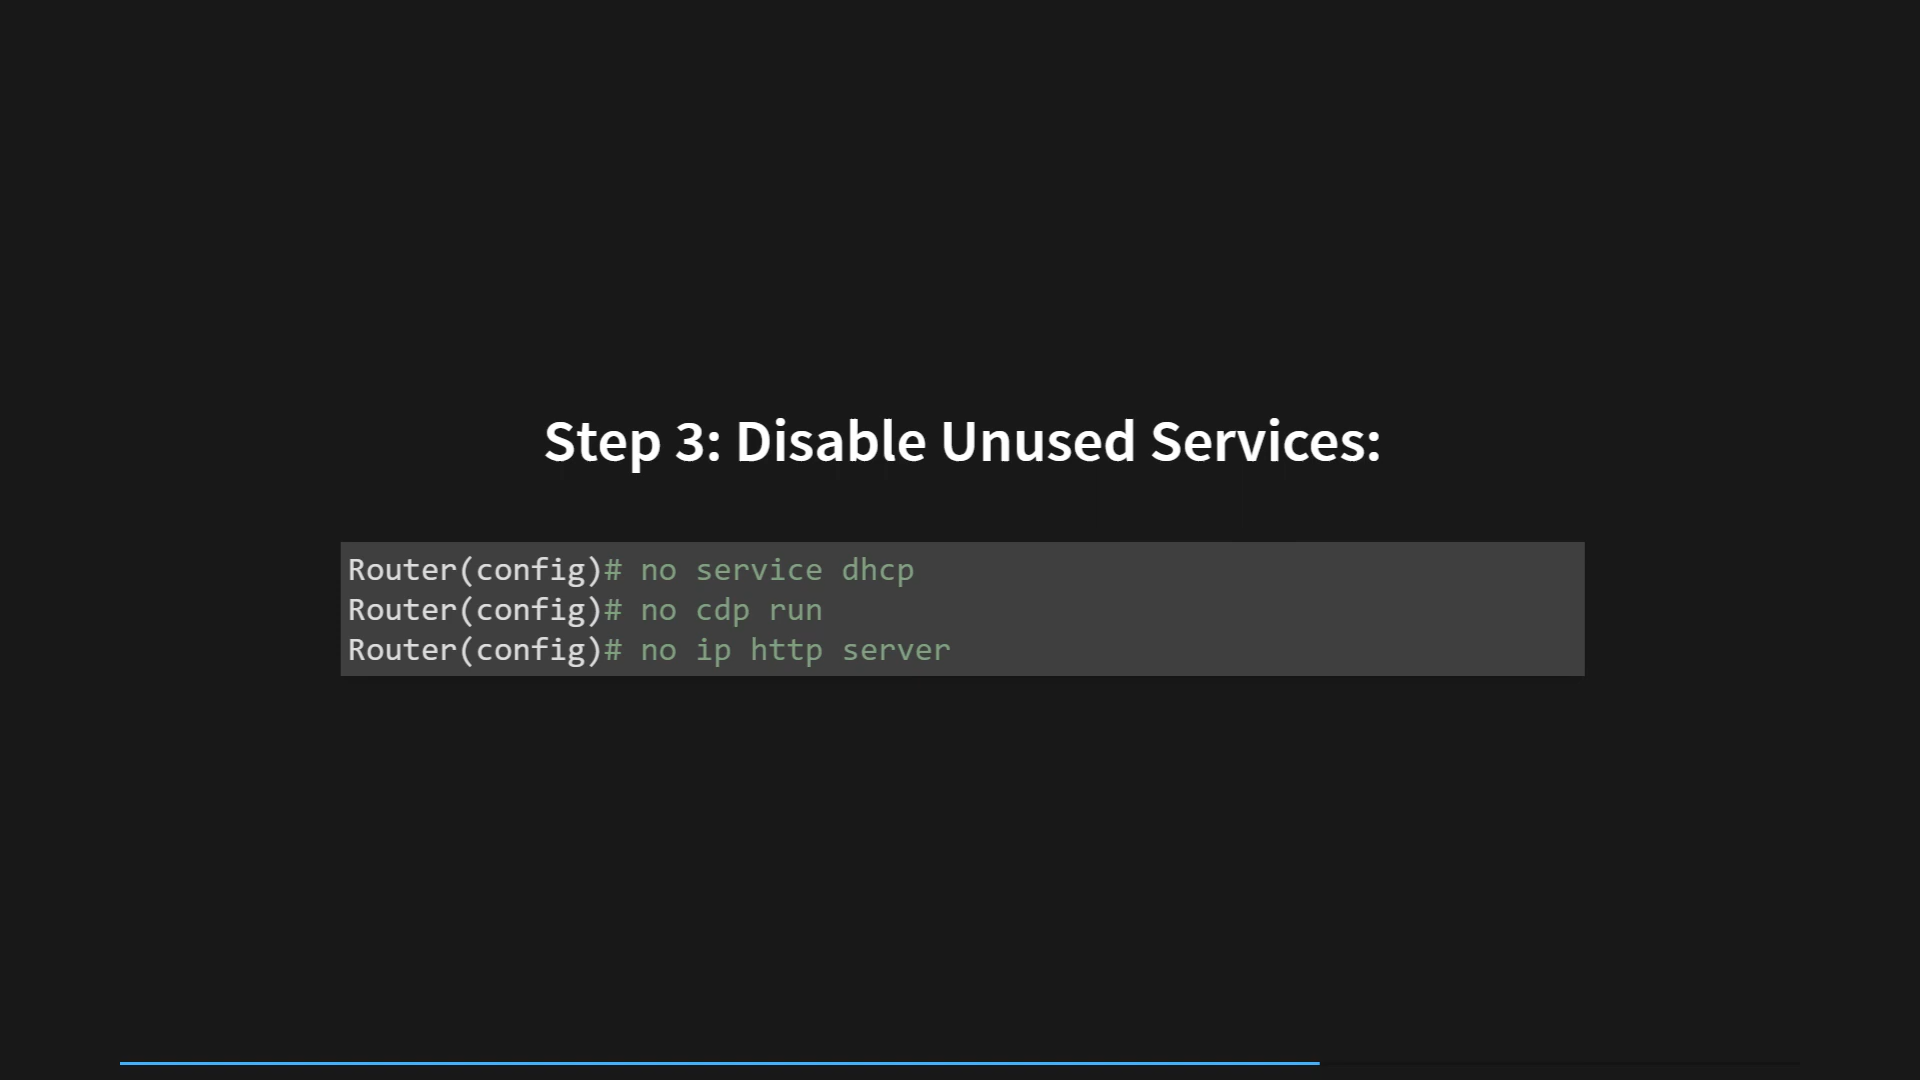 Step 3: Disable Unused Services:
Router(config)# no service dhcp
Router(config)# no cdp run
Router(config)# no ip http server